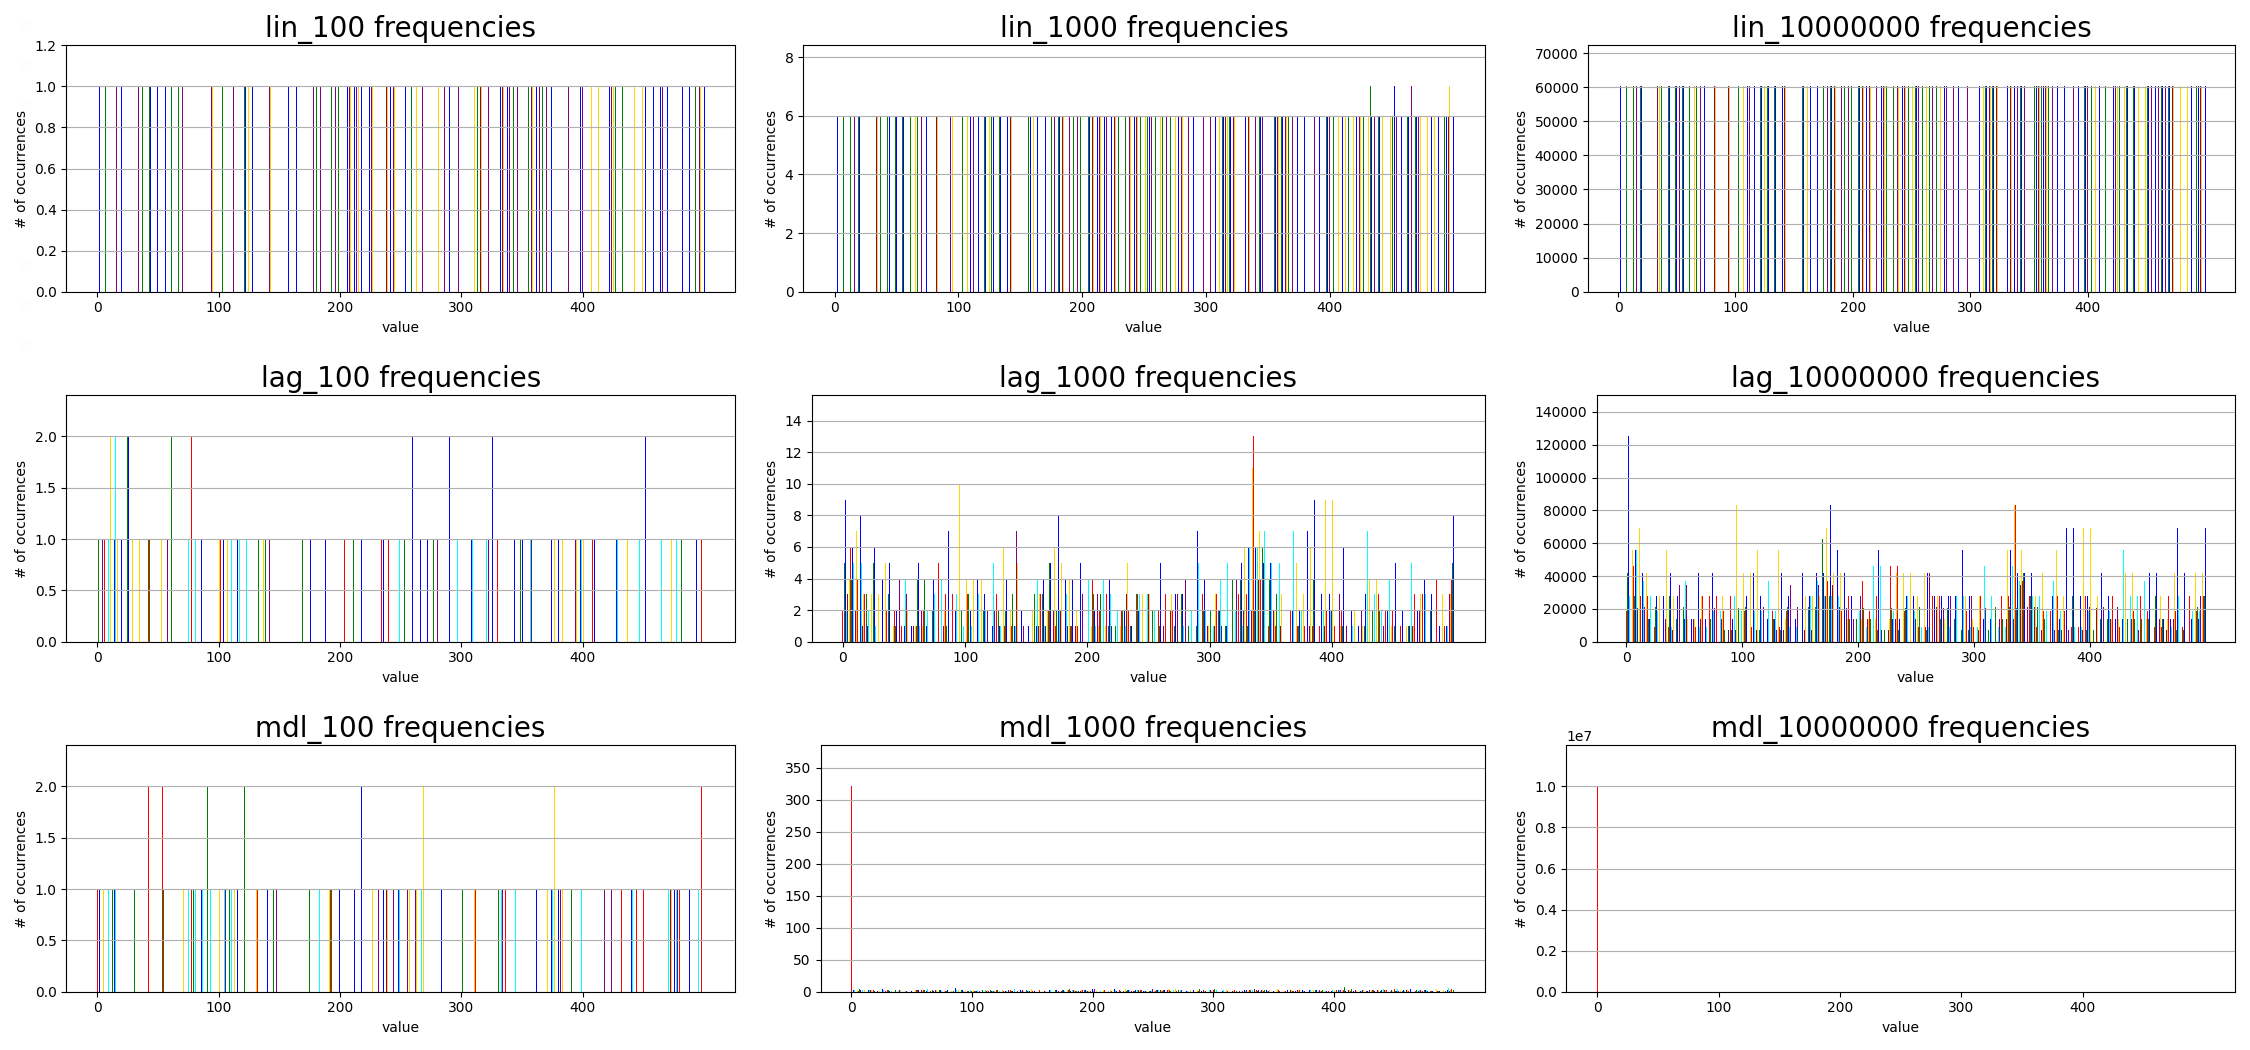 lin_100 frequencies
1.2
1.0
0.8
0.6
0.4
0.2
0.0
# of occurrences
0 100 200 300 400
value
lin_1000 frequencies
8
6
4
2
0
# of occurrences
0 100 200 300 400
value
lin_10000000 frequencies
70000
60000
50000
40000
30000
20000
10000
0
# of occurrences
0 100 200 300 400
value
lag_100 frequencies
2.0
1.5
1.0
0.5
0.0
# of occurrences
0 100 200 300 400
value
lag_1000 frequencies
14
12
10
8
6
4
2
0
# of occurrences
0 100 200 300 400
value
lag_10000000 frequencies
140000
120000
100000
80000
60000
40000
20000
0
# of occurrences
0 100 200 300 400
value
mdl_100 frequencies
2.0
1.5
1.0
0.5
0.0
# of occurrences
0 100 200 300 400
value
mdl_1000 frequencies
350
300
250
200
150
100
50
0
# of occurrences
0 100 200 300 400
value
mdl_10000000 frequencies
1e7
1.0
0.8
0.6
0.4
0.2
0.0
# of occurrences
0 100 200 300 400
value